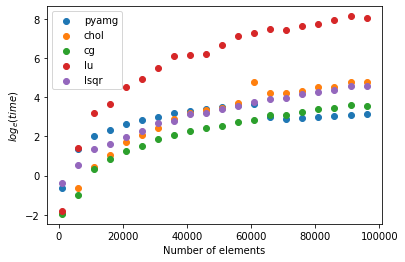 8
6
4
2
0
−2
log_e(time)
pyamg
chol
cg
lu
lsqr
0 20000 40000 60000 80000 100000
Number of elements